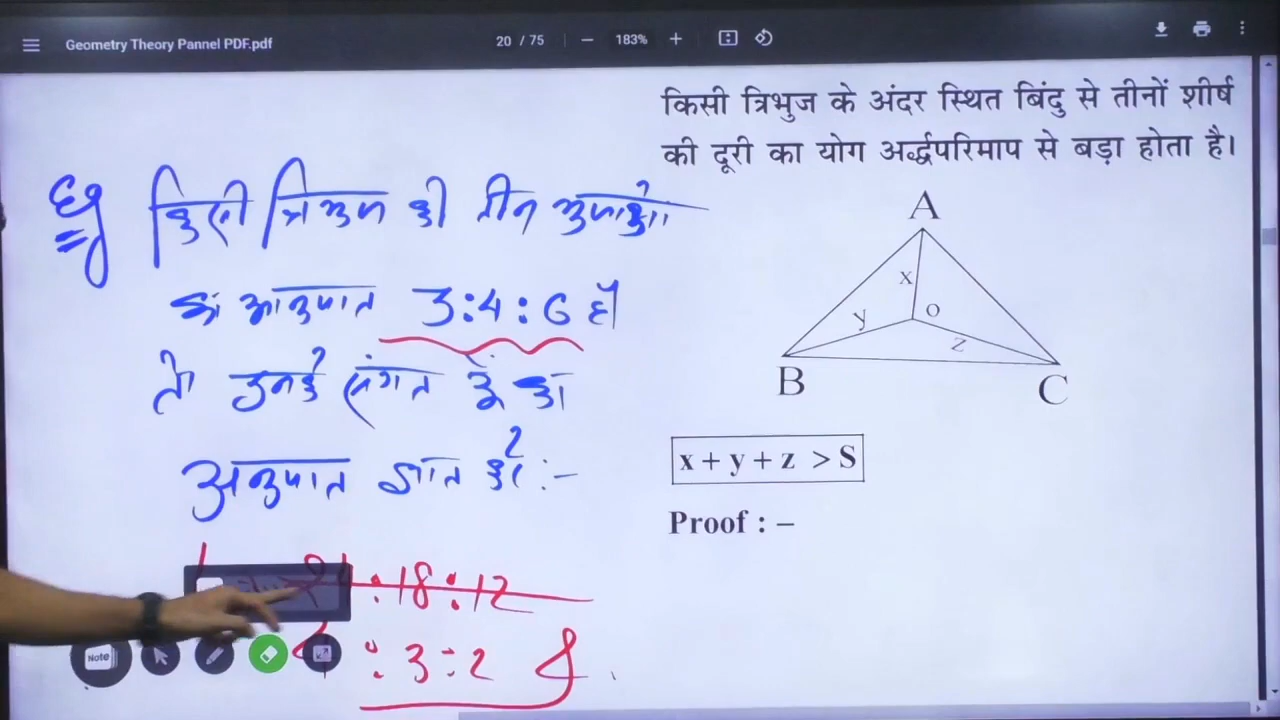 Geometry Theory Pannel PDF.pdf
20 / 75
183%
किसी त्रिभुज के अंदर स्थित बिंदु से तीनों शीर्ष
की दूरी का योग अर्द्धपरिमाप से बड़ा होता है।
किसी त्रिभुज की तीन भुजाओं
का अनुपात 3:4:6 हो
तो उनके संगत का
अनुपात ज्ञात करें :-
: 18 : 12
: 3 : 2
A
x
y
O
z
B
C
x + y + z > S
Proof : –
Note